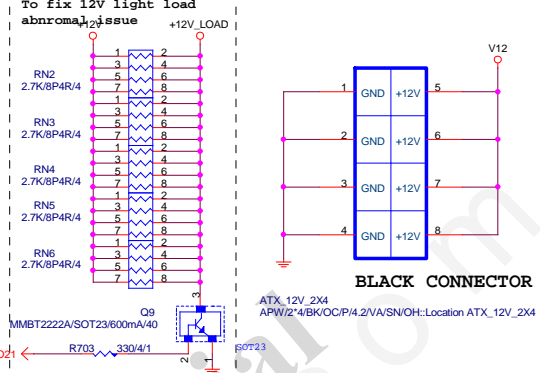 To fix 12V light load
abnromal issue
+12V
+12V_LOAD
1 2
3 4
RN2
5 6
2.7K/8P4R/4
7 8
1 2
RN3
3 4
2.7K/8P4R/4
5 6
7 8
1 2
3 4
RN4
5 6
2.7K/8P4R/4
7 8
1 2
RN5
3 4
2.7K/8P4R/4
5 6
7 8
1 2
RN6
3 4
2.7K/8P4R/4
5 6
7 8
3
Q9
MMBT2222A/SOT23/600mA/40
SOT23
R703
330/4/1
2
1
V12
1 GND +12V 5
2 GND +12V 6
3 GND +12V 7
4 GND +12V 8
BLACK CONNECTOR
ATX_12V_2X4
APW/2*4/BK/OC/P/4.2/VA/SN/OH::Location ATX_12V_2X4